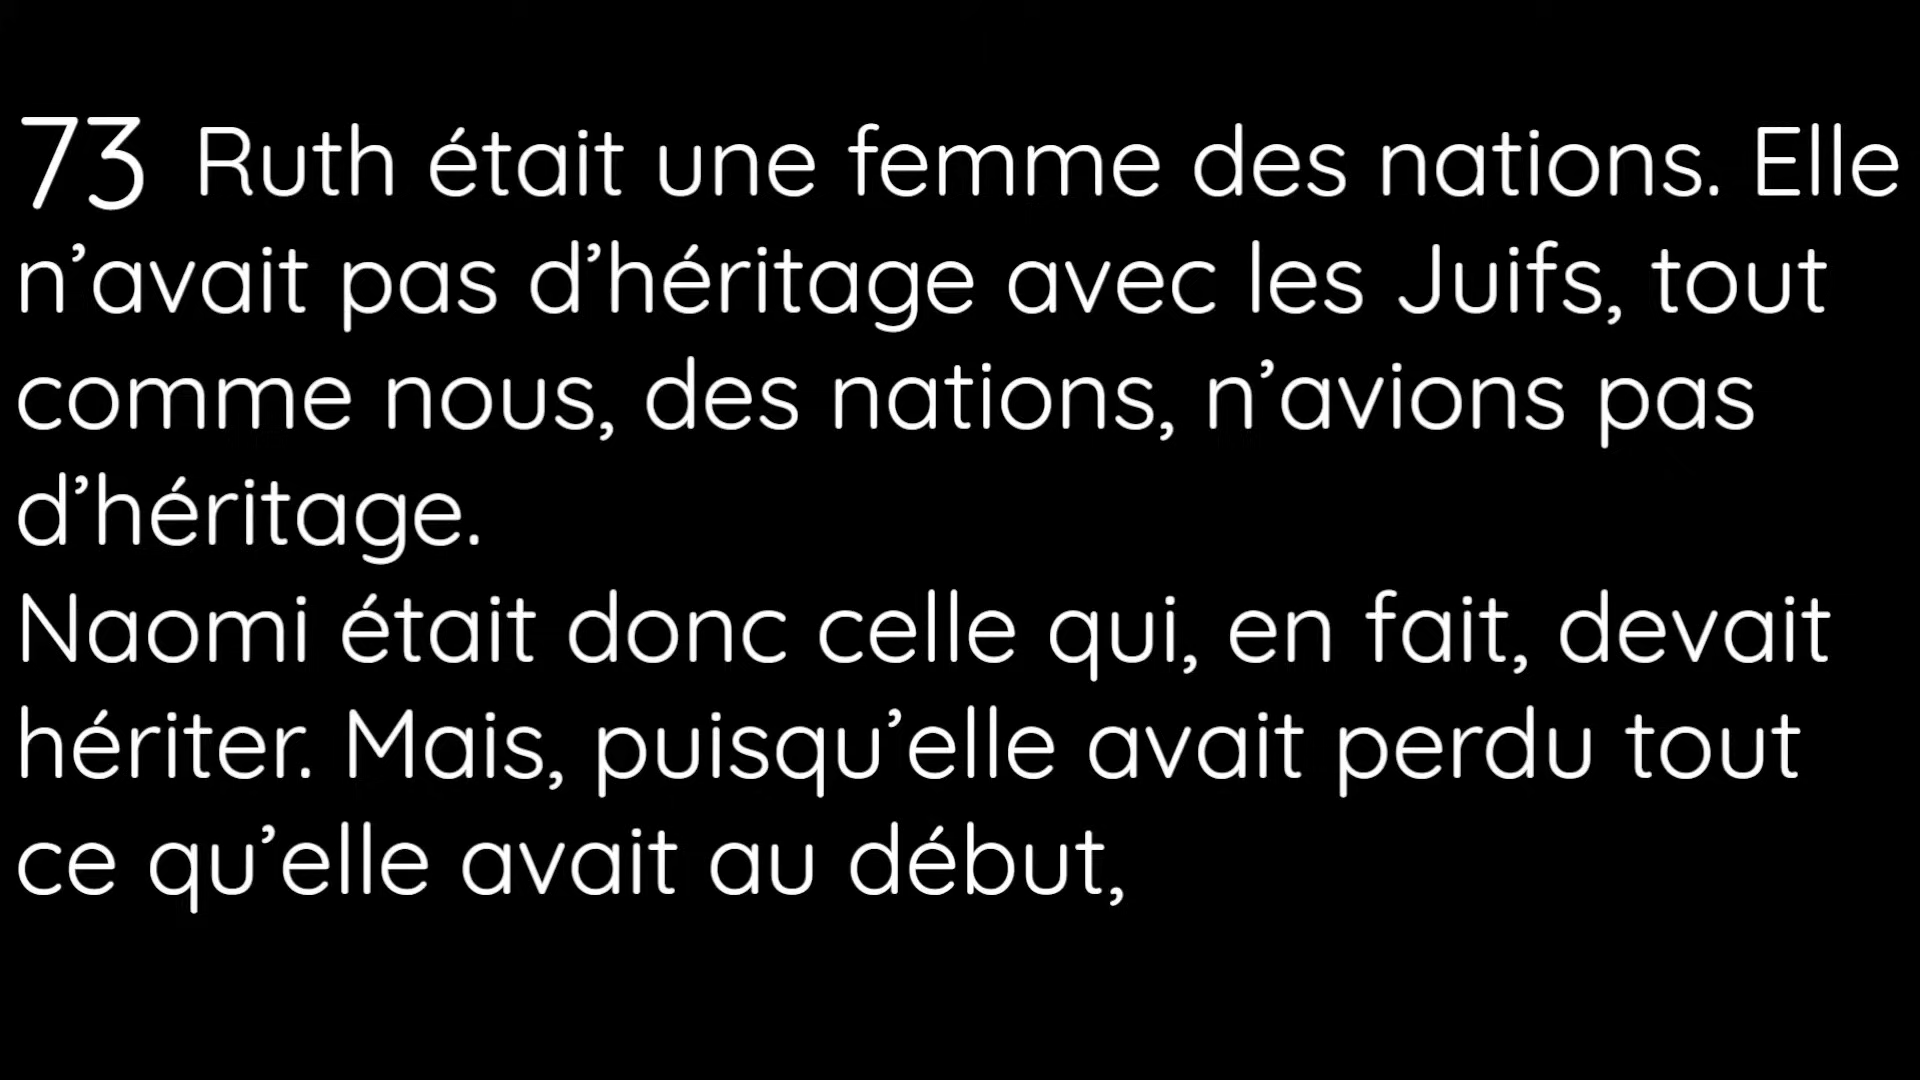 73 Ruth était une femme des nations. Elle
n’avait pas d’héritage avec les Juifs, tout
comme nous, des nations, n’avions pas
d’héritage.
Naomi était donc celle qui, en fait, devait
hériter. Mais, puisqu’elle avait perdu tout
ce qu’elle avait au début,